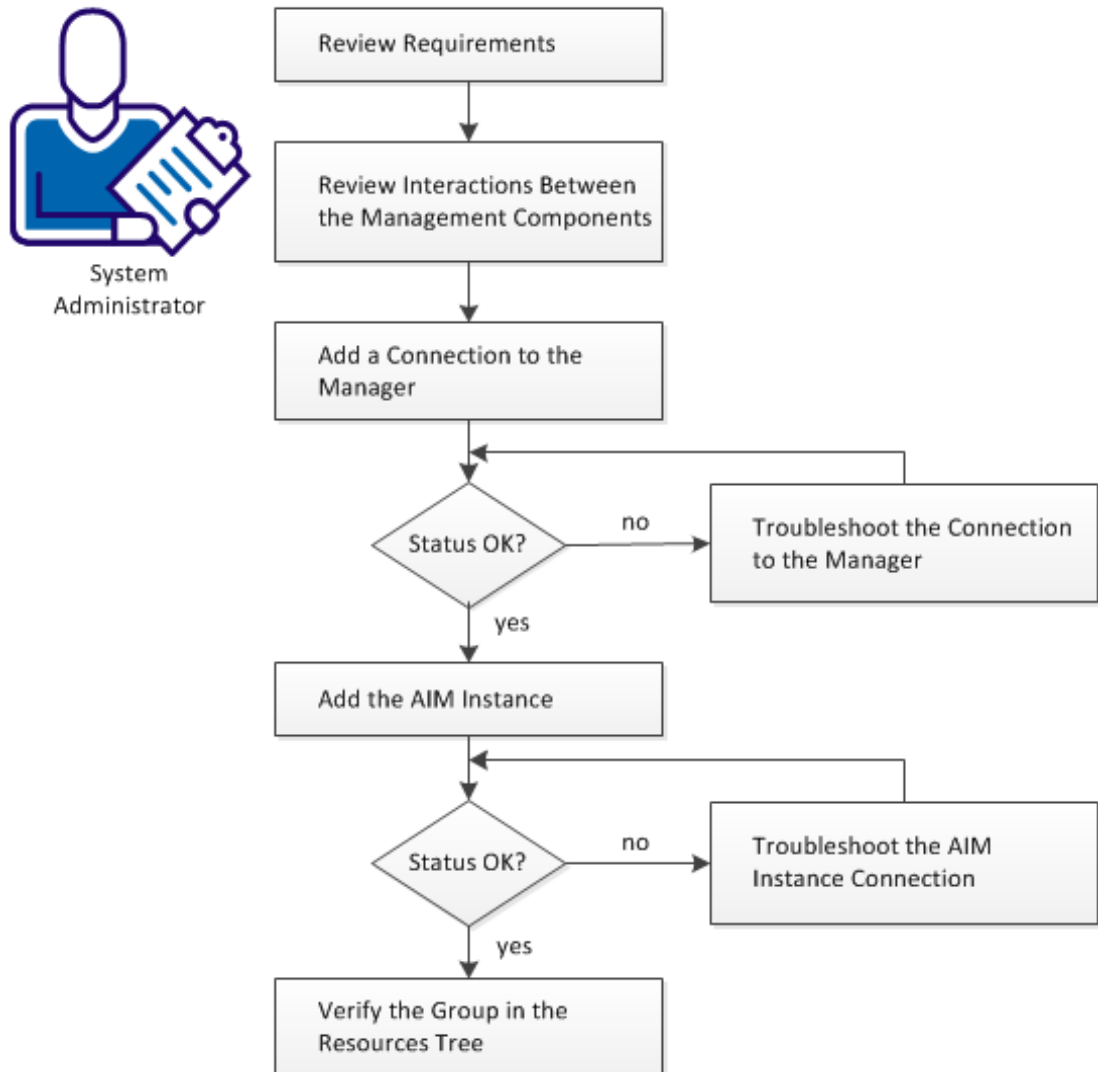 Review Requirements
Review Interactions Between
the Management Components
System
Administrator
Add a Connection to the
Manager
Status OK?
no
Troubleshoot the Connection
to the Manager
yes
Add the AIM Instance
Status OK?
no
Troubleshoot the AIM
Instance Connection
yes
Verify the Group in the
Resources Tree